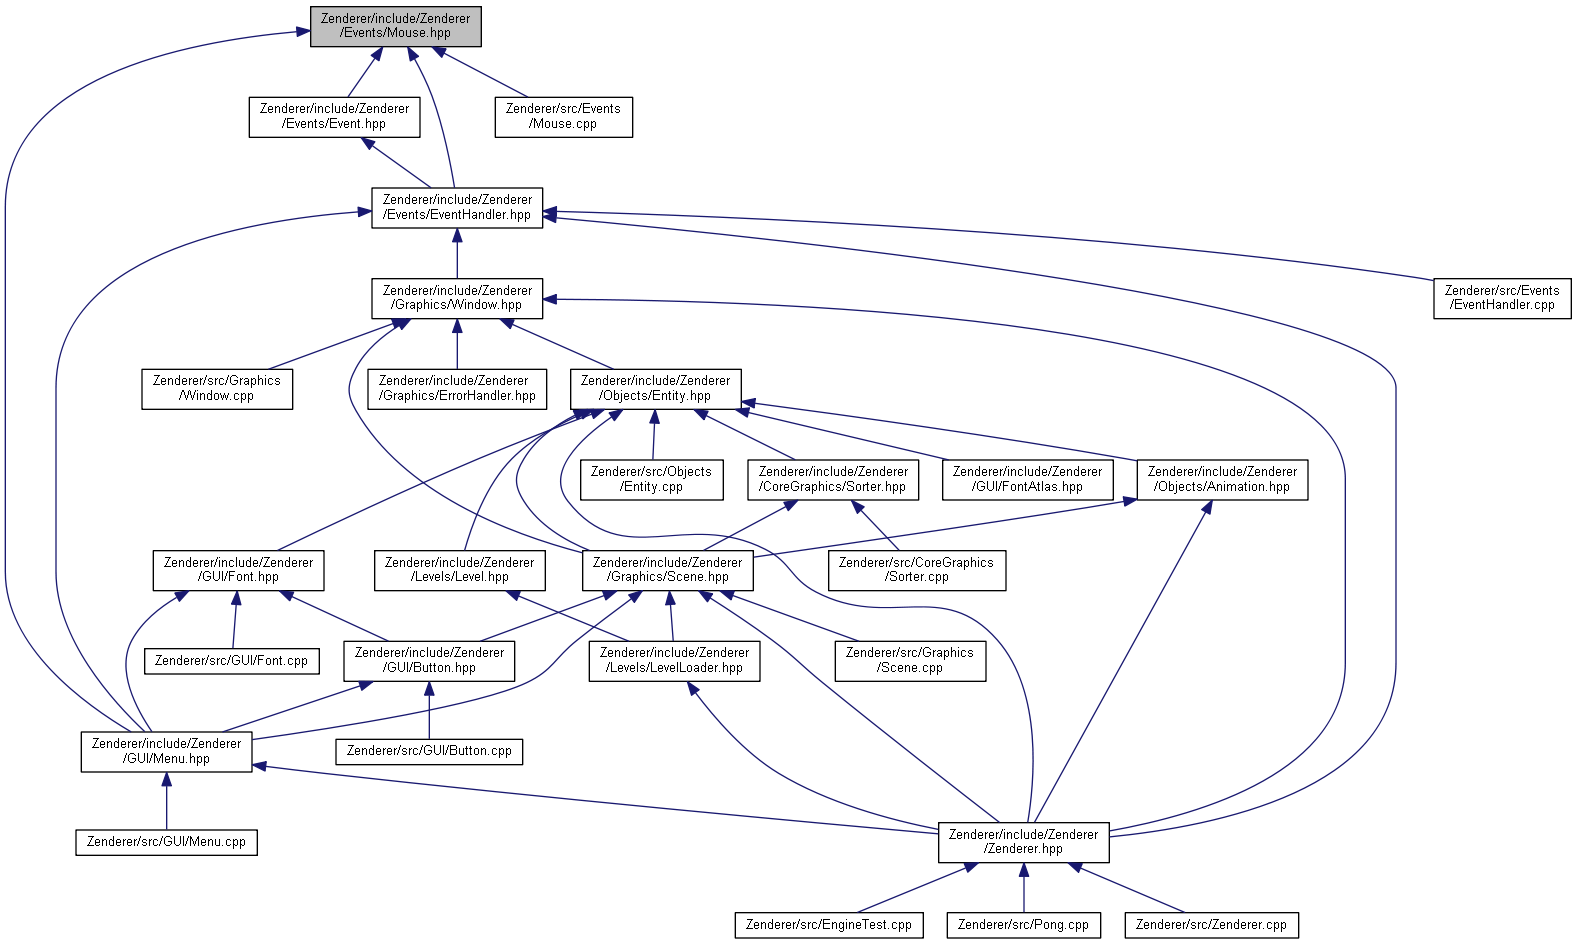 Zenderer/include/Zenderer
/Events/Mouse.hpp
Zenderer/include/Zenderer
/Events/Event.hpp
Zenderer/src/Events
/Mouse.cpp
Zenderer/include/Zenderer
/Events/EventHandler.hpp
Zenderer/include/Zenderer
/Graphics/Window.hpp
Zenderer/src/Events
/EventHandler.cpp
Zenderer/src/Graphics
/Window.cpp
Zenderer/include/Zenderer
/Graphics/ErrorHandler.hpp
Zenderer/include/Zenderer
/Objects/Entity.hpp
Zenderer/src/Objects
/Entity.cpp
Zenderer/include/Zenderer
/CoreGraphics/Sorter.hpp
Zenderer/include/Zenderer
/GUI/FontAtlas.hpp
Zenderer/include/Zenderer
/Objects/Animation.hpp
Zenderer/include/Zenderer
/GUI/Font.hpp
Zenderer/include/Zenderer
/Levels/Level.hpp
Zenderer/include/Zenderer
/Graphics/Scene.hpp
Zenderer/src/CoreGraphics
/Sorter.cpp
Zenderer/src/GUI/Font.cpp
Zenderer/include/Zenderer
/GUI/Button.hpp
Zenderer/include/Zenderer
/Levels/LevelLoader.hpp
Zenderer/src/Graphics
/Scene.cpp
Zenderer/include/Zenderer
/GUI/Menu.hpp
Zenderer/src/GUI/Button.cpp
Zenderer/src/GUI/Menu.cpp
Zenderer/include/Zenderer
/Zenderer.hpp
Zenderer/src/EngineTest.cpp
Zenderer/src/Pong.cpp
Zenderer/src/Zenderer.cpp